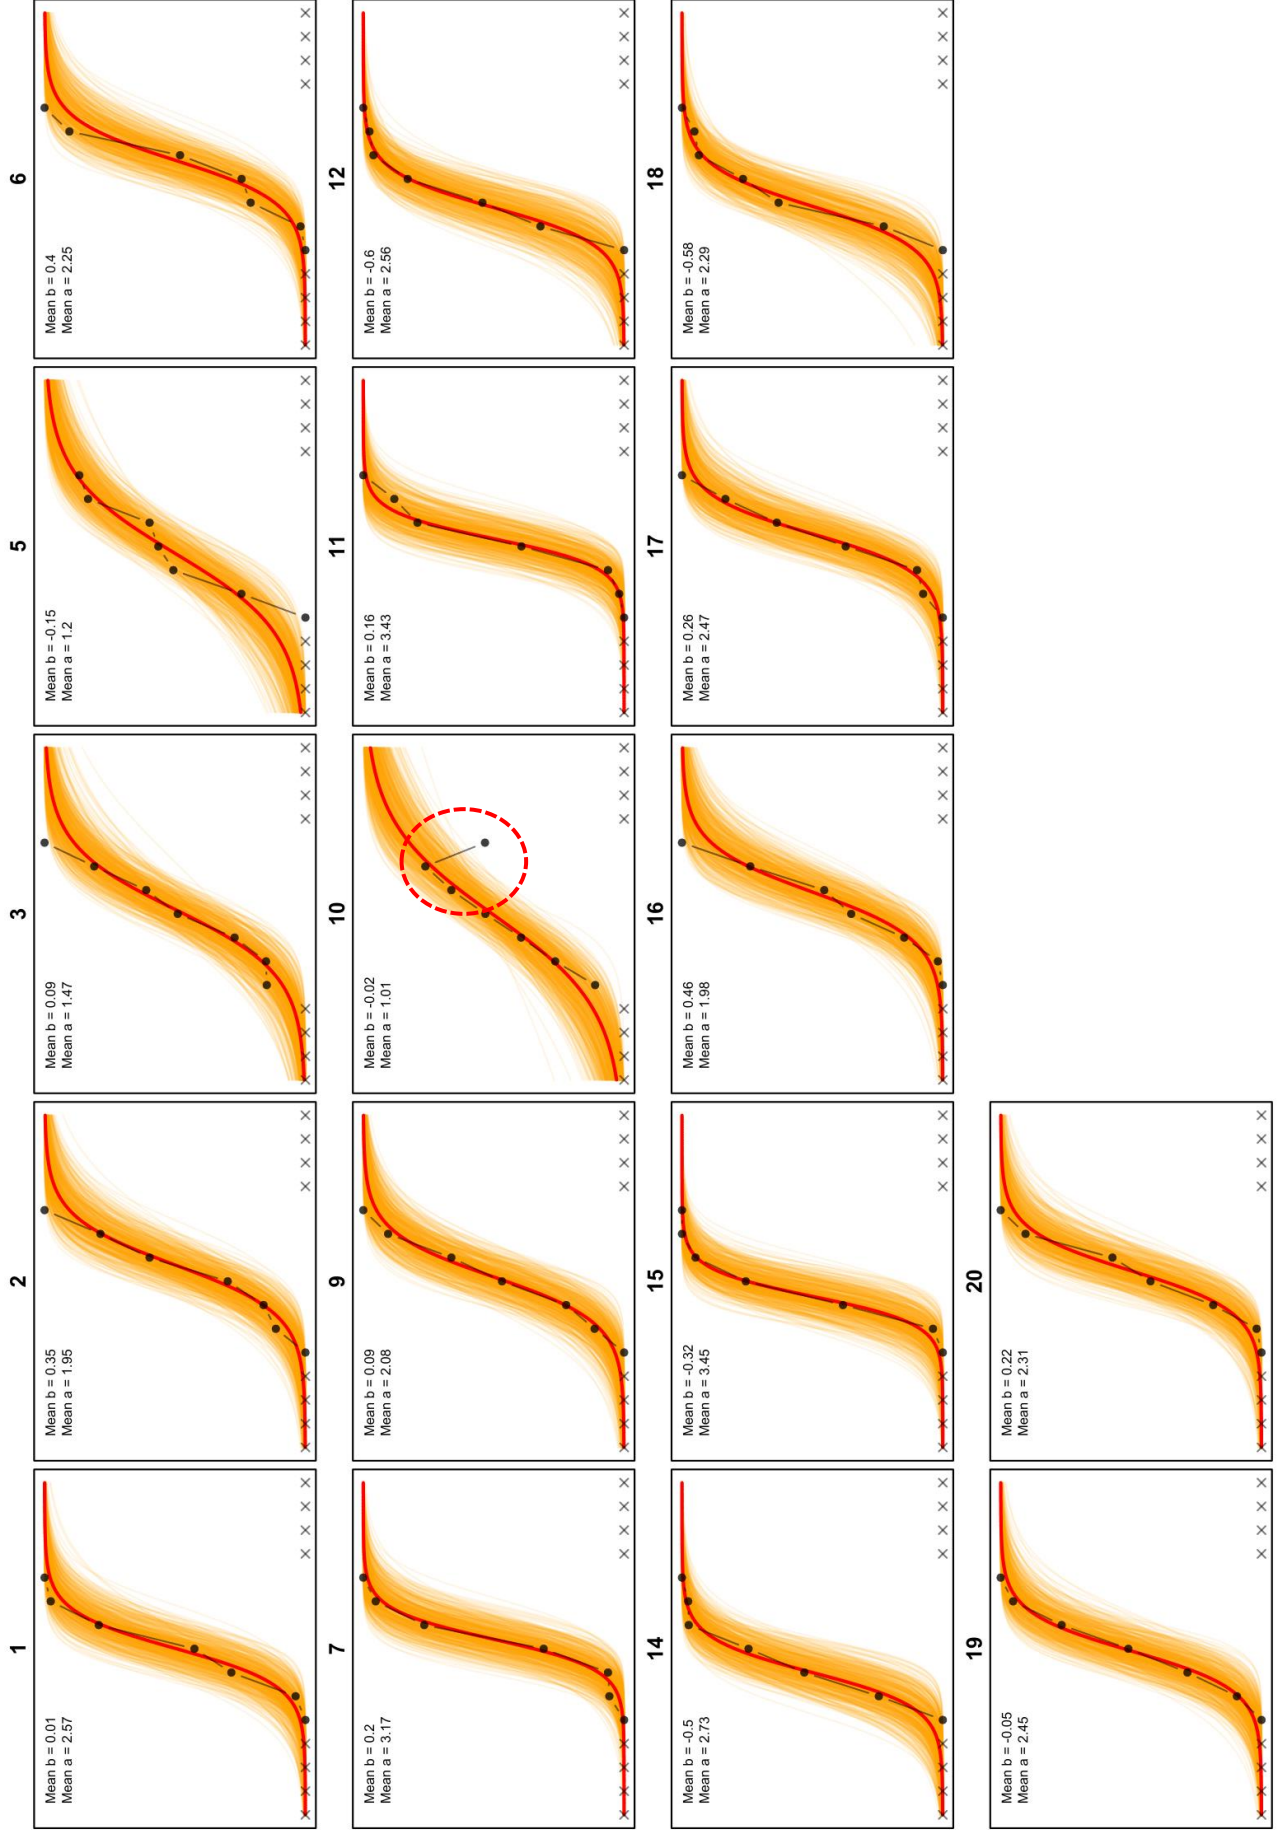 1
Mean b = 0.01
Mean a = 2.57
2
Mean b = 0.35
Mean a = 1.95
3
Mean b = 0.09
Mean a = 1.47
5
Mean b = -0.15
Mean a = 1.2
6
Mean b = 0.4
Mean a = 2.25
7
Mean b = 0.2
Mean a = 3.17
9
Mean b = 0.09
Mean a = 2.08
10
Mean b = -0.02
Mean a = 1.01
11
Mean b = 0.16
Mean a = 3.43
12
Mean b = -0.6
Mean a = 2.56
14
Mean b = -0.5
Mean a = 2.73
15
Mean b = -0.32
Mean a = 3.45
16
Mean b = 0.46
Mean a = 1.98
17
Mean b = 0.26
Mean a = 2.47
18
Mean b = -0.58
Mean a = 2.29
19
Mean b = -0.05
Mean a = 2.45
20
Mean b = 0.22
Mean a = 2.31